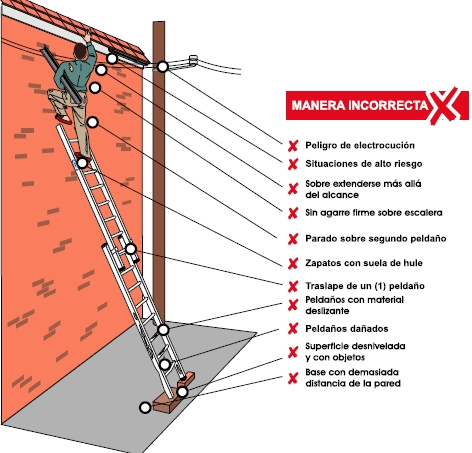 MANERA INCORRECTA
Peligro de electrocución
Situaciones de alto riesgo
Sobre extenderse más allá
del alcance
Sin agarre firme sobre escalera
Parado sobre segundo peldaño
Zapatos con suela de hule
Traslape de un (1) peldaño
Peldaños con material
deslizante
Peldaños dañados
Superficie desnivelada
y con objetos
Base con demasiada
distancia de la pared